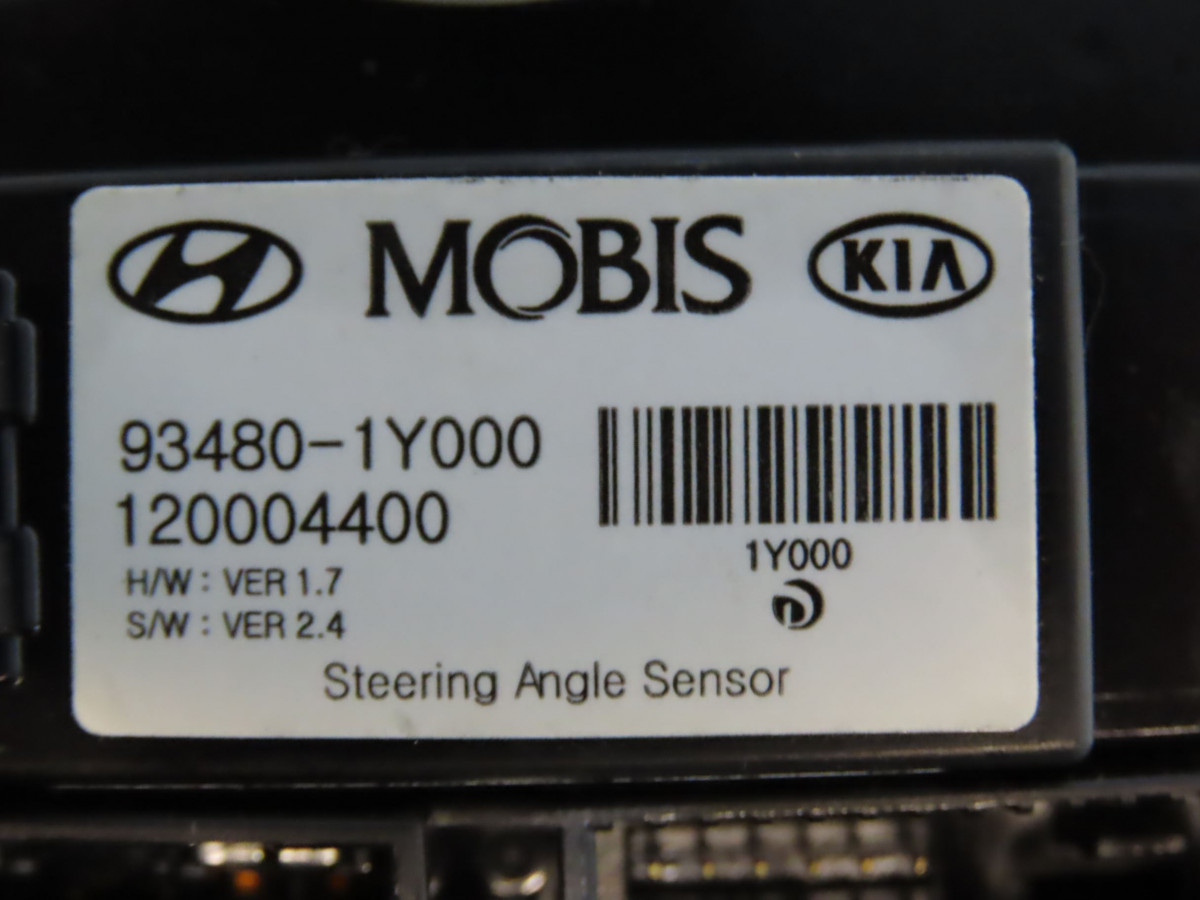 MOBIS KIA
93480-1Y000
120004400
H/W : VER 1.7
S/W : VER 2.4
1Y000
Steering Angle Sensor